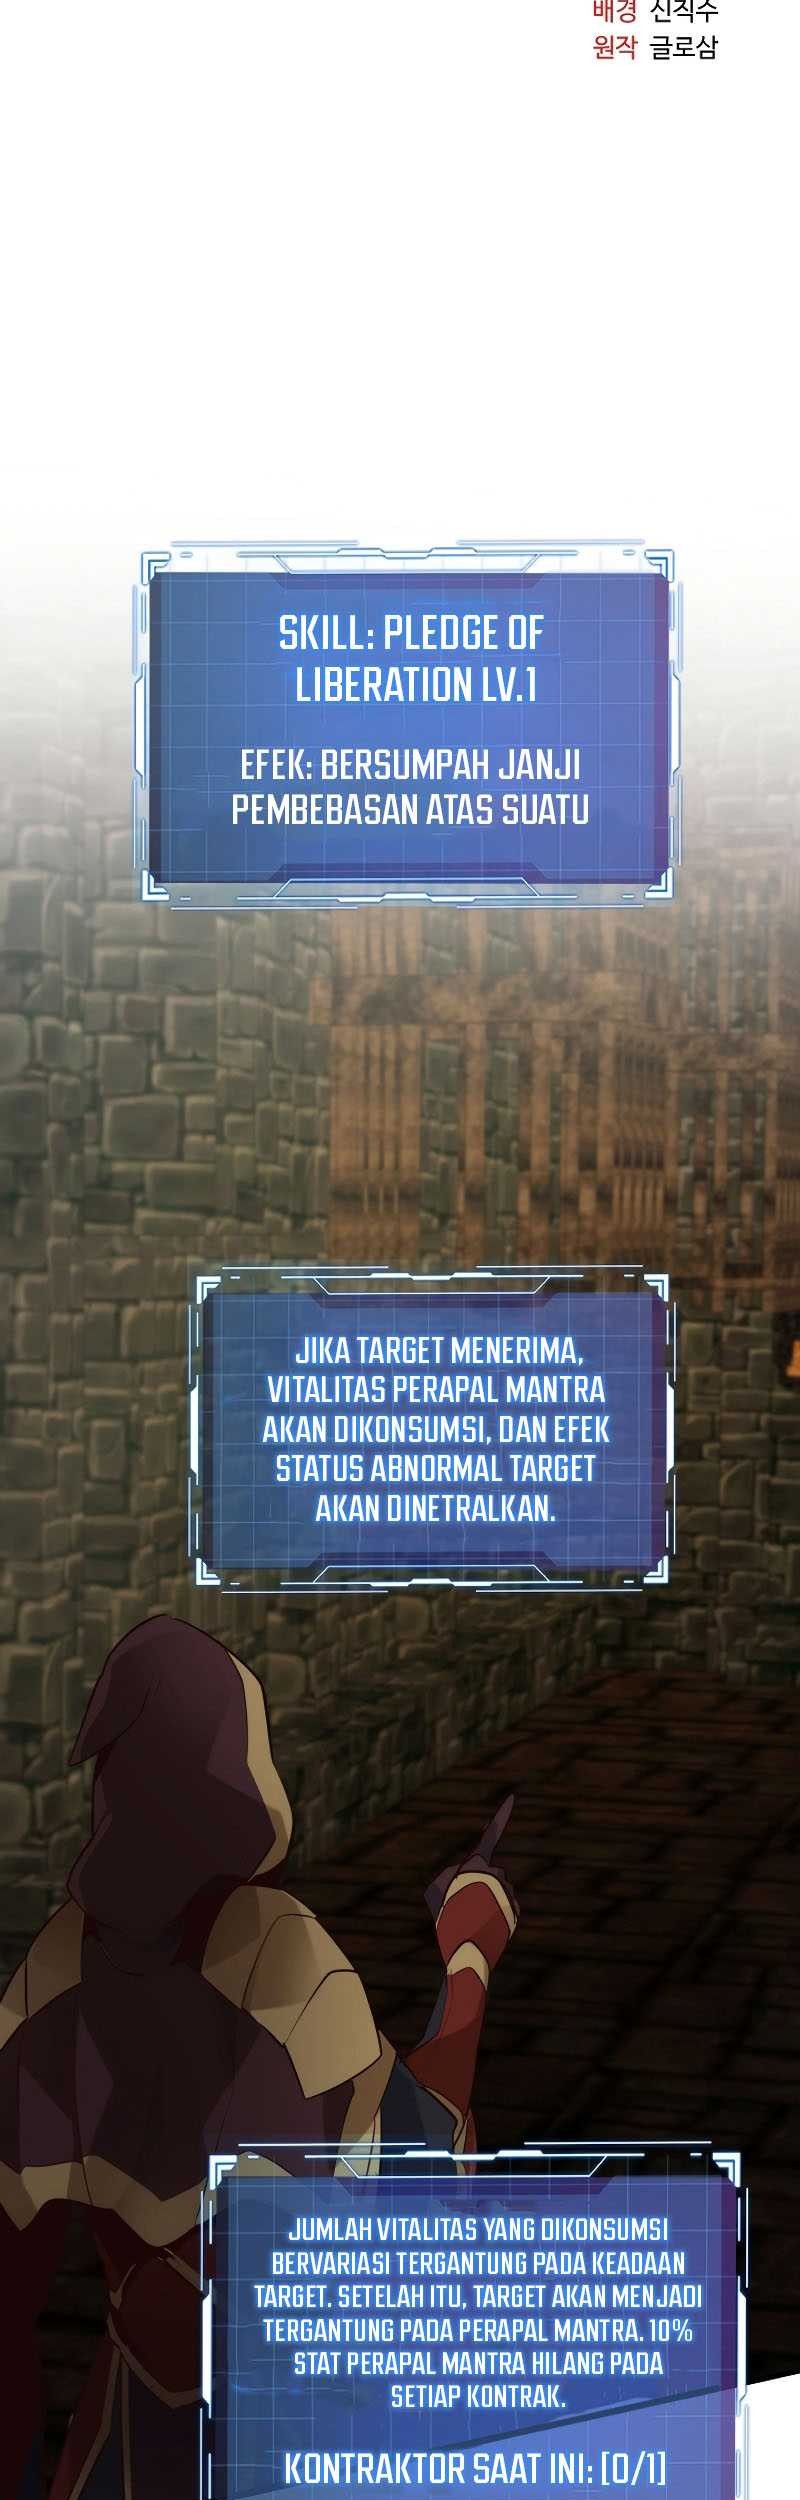 배경 신직수
원작 글로삼
SKILL: PLEDGE OF
LIBERATION LV.1
EFEK: BERSUMPAH JANJI
PEMBEBASAN ATAS SUATU
JIKA TARGET MENERIMA,
VITALITAS PERAPAL MANTRA
AKAN DIKONSUMSI, DAN EFEK
STATUS ABNORMAL TARGET
AKAN DINETRALKAN.
JUMLAH VITALITAS YANG DIKONSUMSI
BERVARIASI TERGANTUNG PADA KEADAAN
TARGET. SETELAH ITU, TARGET AKAN MENJADI
TERGANTUNG PADA PERAPAL MANTRA. 10%
STAT PERAPAL MANTRA HILANG PADA
SETIAP KONTRAK.
KONTRAKTOR SAAT INI: [0/1]